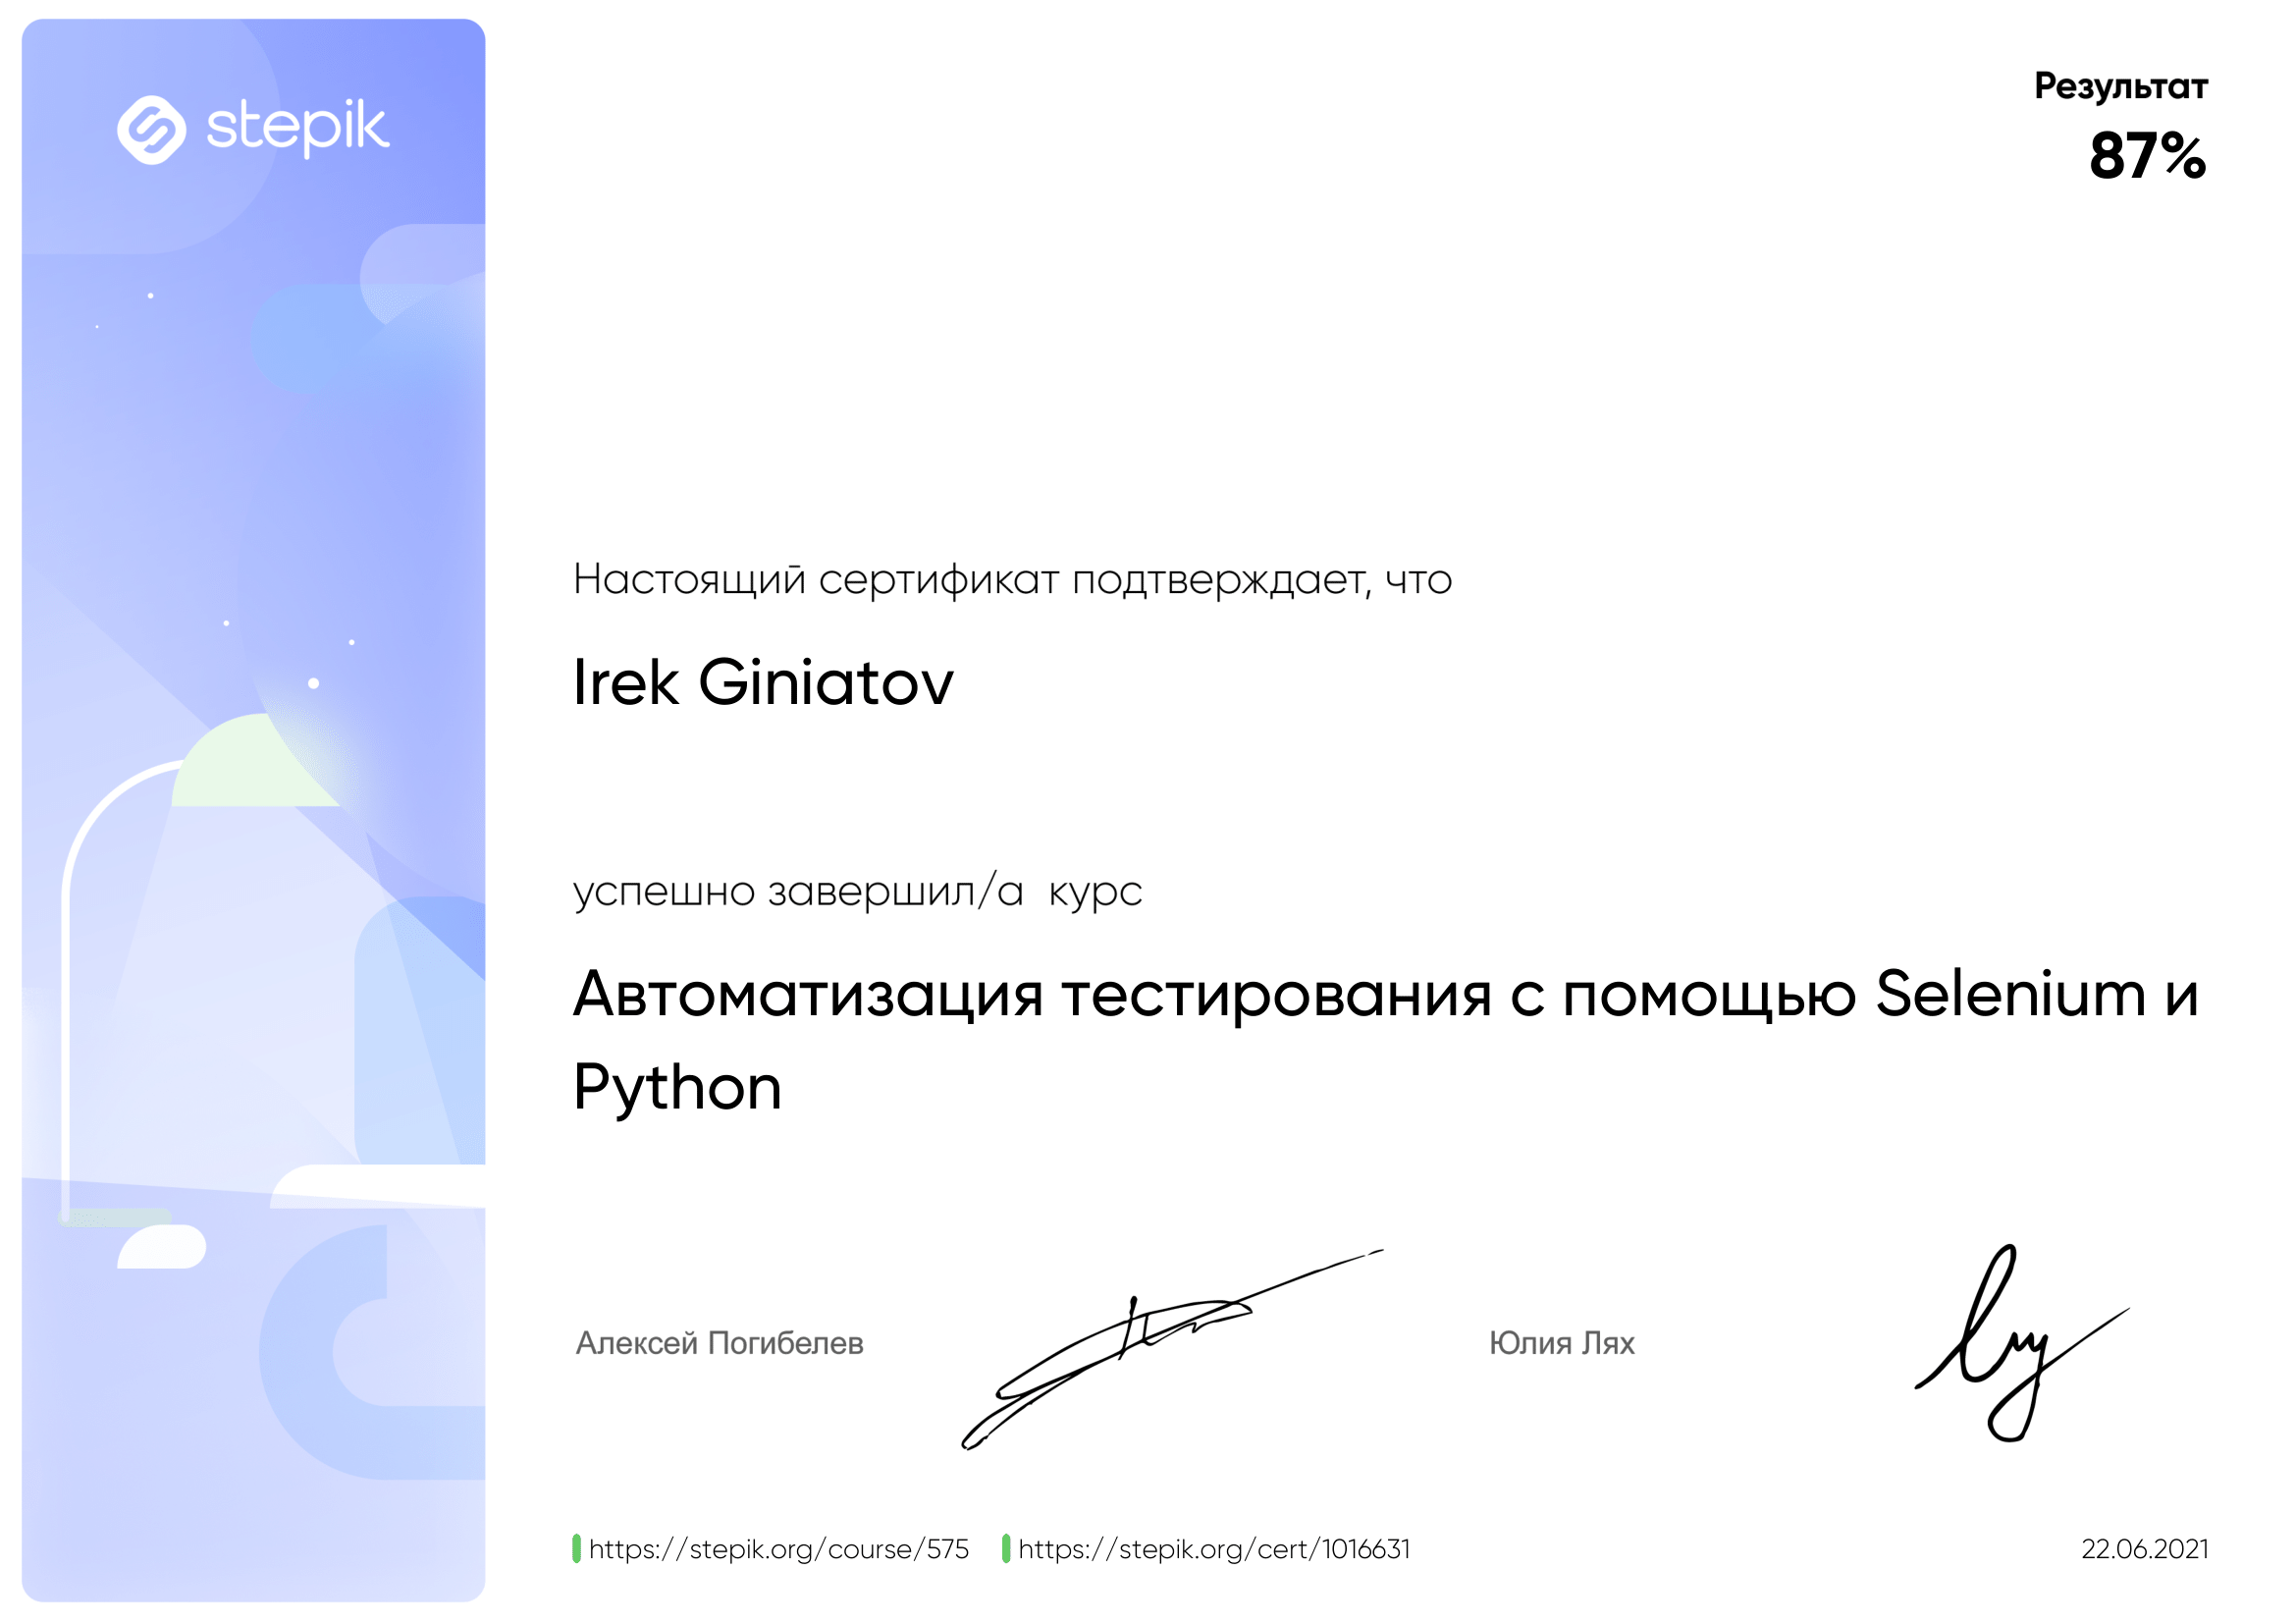 stepik
Результат
87%
Настоящий сертификат подтверждает, что
Irek Giniatov
успешно завершил/а курс
Автоматизация тестирования с помощью Selenium и
Python
Алексей Погибелев
Юлия Лях
https://stepik.org/course/575 https://stepik.org/cert/1016631
22.06.2021